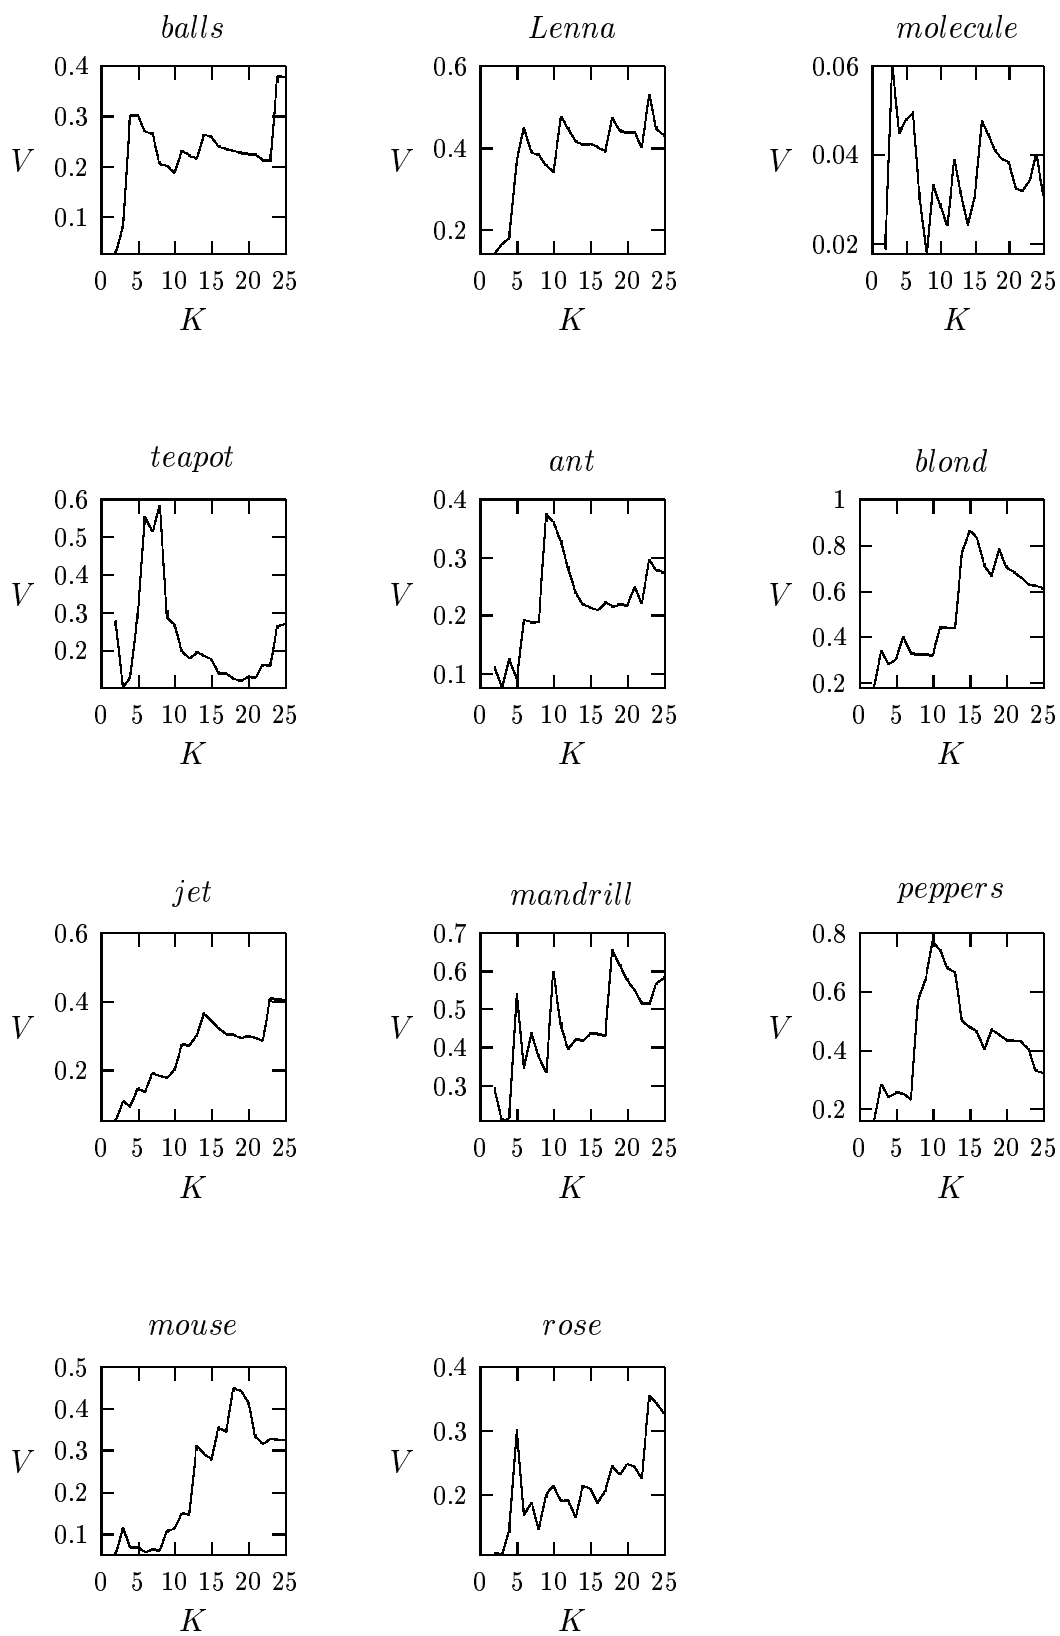 balls
0.4
0.3
V 0.2
0.1
0 5 10 15 20 25
K
Lenna
0.6
V 0.4
0.2
0 5 10 15 20 25
K
molecule
0.06
V 0.04
0.02
0 5 10 15 20 25
K
teapot
0.6
0.5
0.4
V 0.3
0.2
0 5 10 15 20 25
K
ant
0.4
0.3
V 0.2
0.1
0 5 10 15 20 25
K
blond
1
0.8
V 0.6
0.4
0.2
0 5 10 15 20 25
K
jet
0.6
0.4
V 0.2
0 5 10 15 20 25
K
mandrill
0.7
0.6
0.5
V 0.4
0.3
0 5 10 15 20 25
K
peppers
0.8
0.6
V 0.4
0.2
0 5 10 15 20 25
K
mouse
0.5
0.4
V 0.3
0.2
0.1
0 5 10 15 20 25
K
rose
0.4
0.3
V 0.2
0 5 10 15 20 25
K